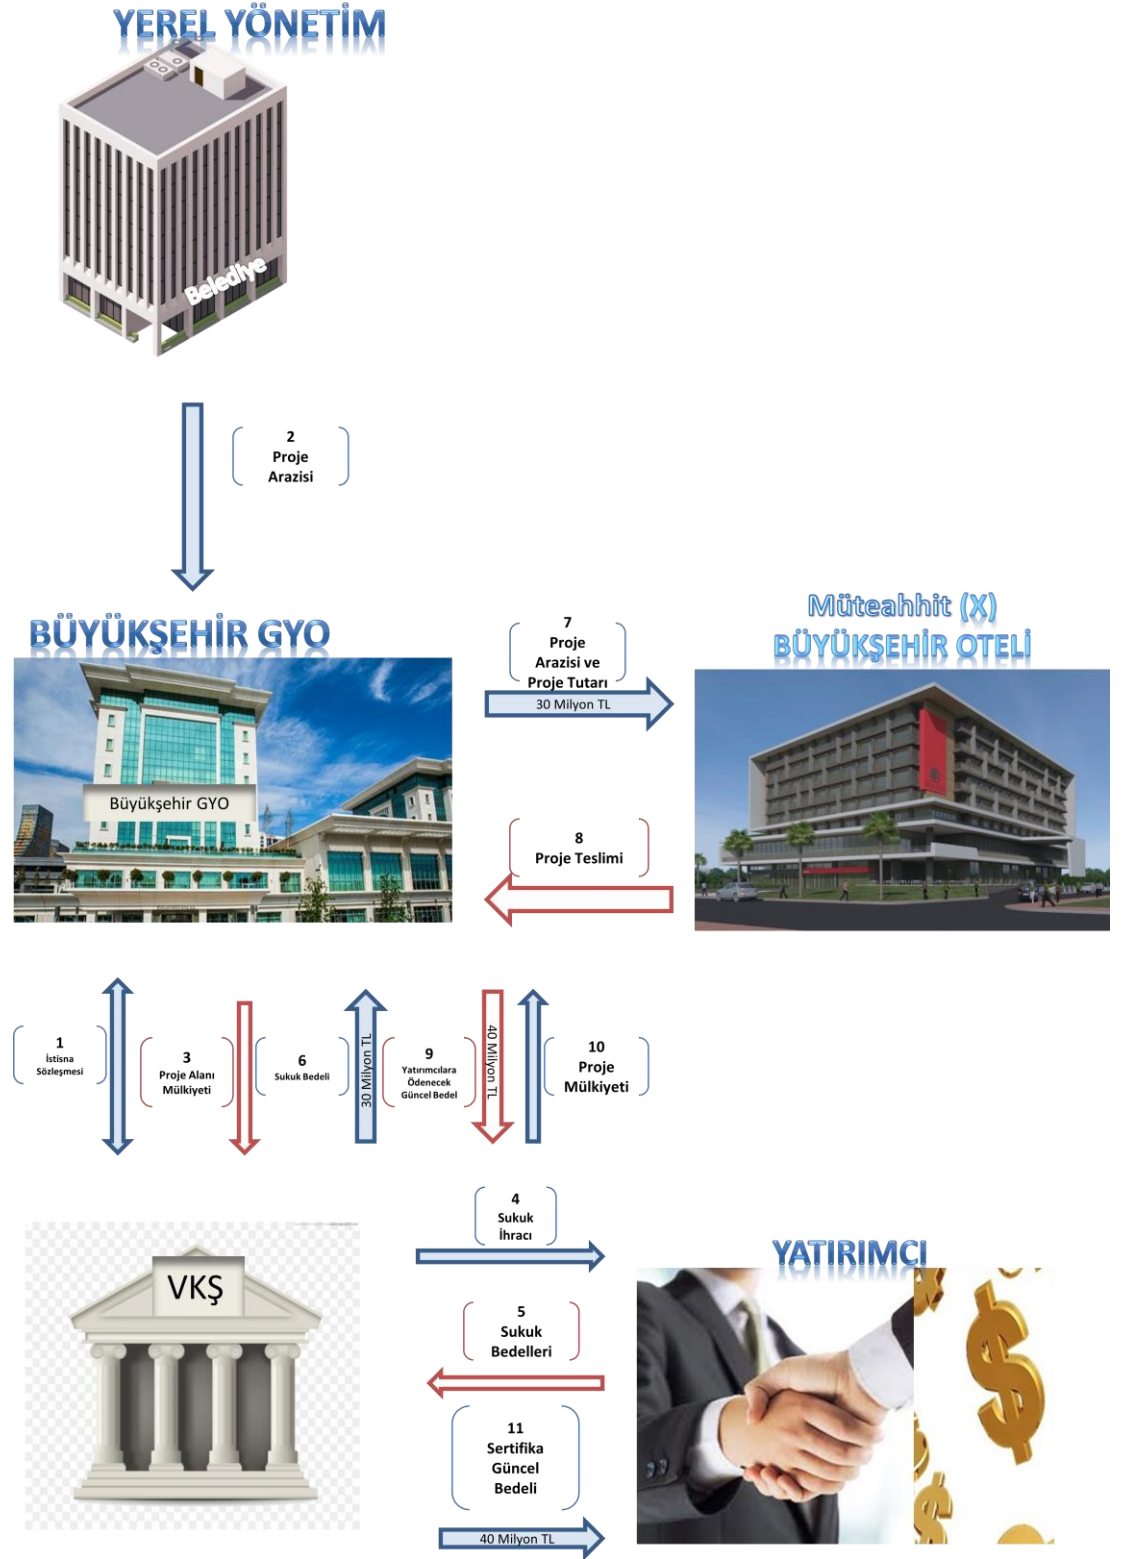 YEREL YÖNETİM
Belediye
2
Proje
Arazisi
BÜYÜKŞEHİR GYO
Büyükşehir GYO
7
Proje
Arazisi ve
Proje Tutarı
30 Milyon TL
Müteahhit (X)
BÜYÜKŞEHİR OTELİ
8
Proje Teslimi
1
İstisna
Sözleşmesi
3
Proje Alanı
Mülkiyeti
6
Sukuk Bedeli
30 Milyon TL
9
Yatırımcılara
Ödenecek
Güncel Bedel
40 Milyon TL
10
Proje
Mülkiyeti
4
Sukuk
İhracı
VKŞ
YATIRIMCI
5
Sukuk
Bedelleri
11
Sertifika
Güncel
Bedeli
40 Milyon TL